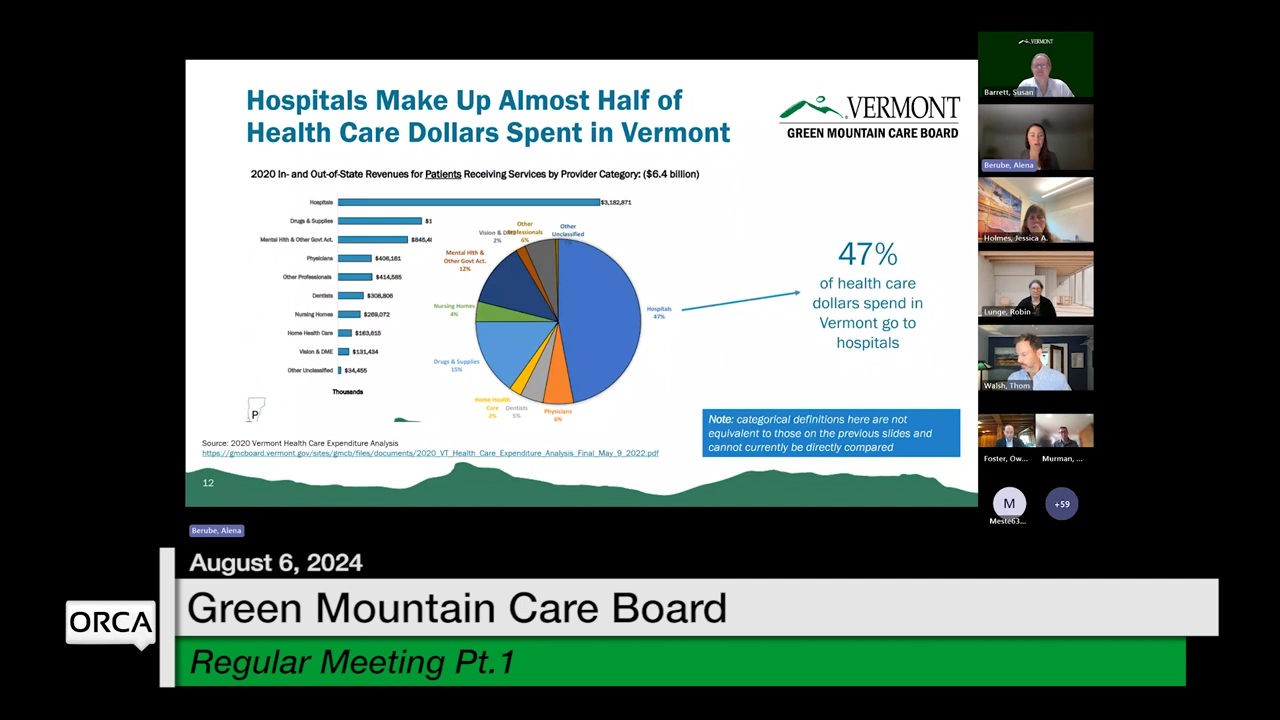 Hospitals Make Up Almost Half of
Health Care Dollars Spent in Vermont
VERMONT
GREEN MOUNTAIN CARE BOARD
2020 In- and Out-of-State Revenues for Patients Receiving Services by Provider Category: ($6.4 billion)
Hospitals $3,182,871
Drugs & Supplies $1
Mental Hlth & Other Govt Act. $845,4
Physicians $406,161
Other Professionals $414,585
Dentists $308,806
Nursing Homes $269,072
Home Health Care $163,615
Vision & DME $131,434
Other Unclassified $34,455
Thousands
Other
Professionals
6%
Other
Unclassified
Vision &
2%
Mental Hlth &
Other Govt Act.
12%
Nursing Homes
4%
Drugs & Supplies
15%
Home Health
Care
2%
Dentists
5%
Physicians
6%
Hospitals
47%
47%
of health care
dollars spend in
Vermont go to
hospitals
P
Note: categorical definitions here are not
equivalent to those on the previous slides and
cannot currently be directly compared
Source: 2020 Vermont Health Care Expenditure Analysis
https://gmcboard.vermont.gov/sites/gmcb/files/documents/2020_VT_Health_Care_Expenditure_Analysis_Final_May_9_2022.pdf
12
VERMONT
Barrett, Susan
Berube, Alena
Holmes, Jessica A.
Lunge, Robin
Walsh, Thom
Foster, Ow...
Murman, ...
M
+59
Meste63...
Berube, Alena
August 6, 2024
ORCA
Green Mountain Care Board
Regular Meeting Pt.1